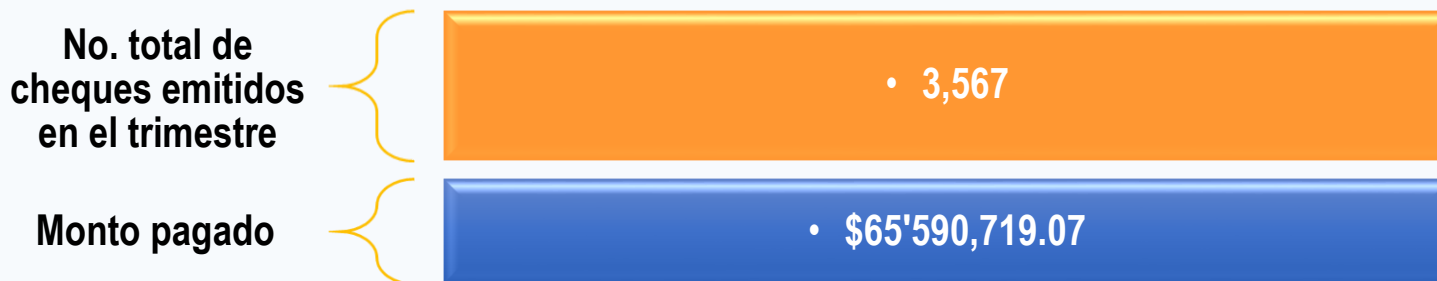 No. total de
cheques emitidos
en el trimestre
• 3,567
Monto pagado
• $65'590,719.07